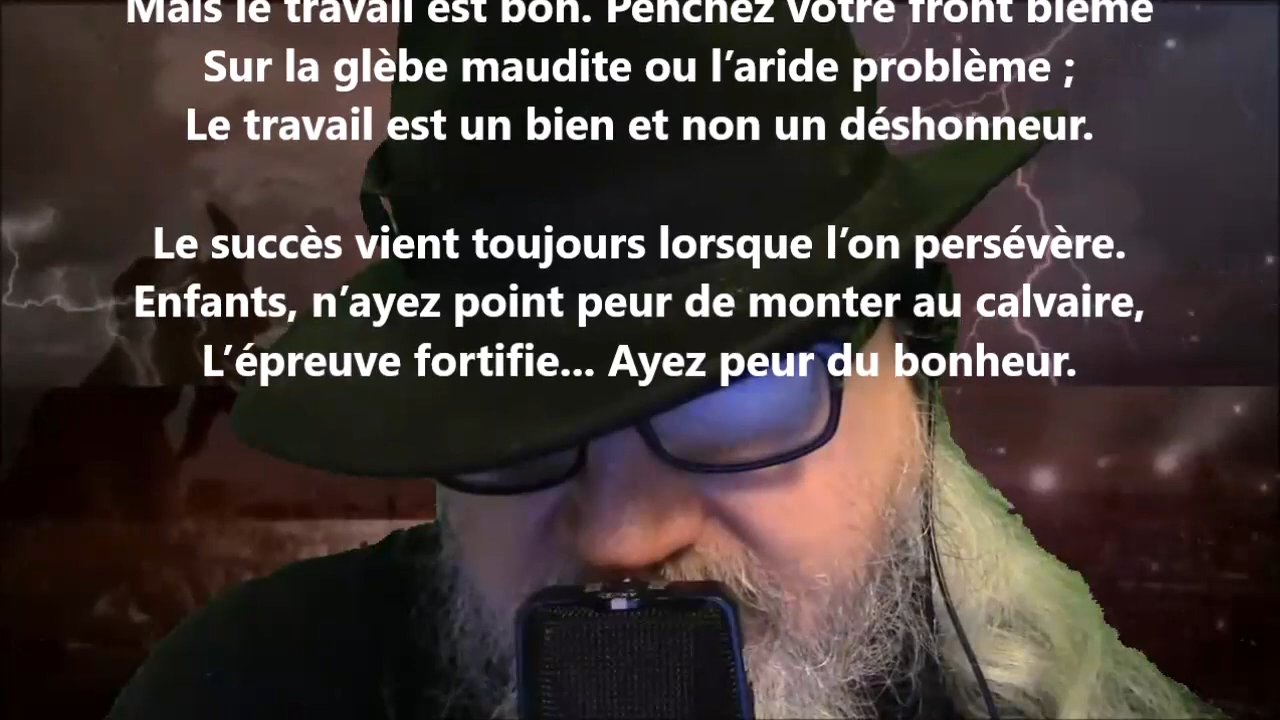 Mais le travail est bon. Penchez votre front blême
Sur la glèbe maudite ou l’aride problème ;
Le travail est un bien et non un déshonneur.
Le succès vient toujours lorsque l’on persévère.
Enfants, n’ayez point peur de monter au calvaire,
L’épreuve fortifie... Ayez peur du bonheur.